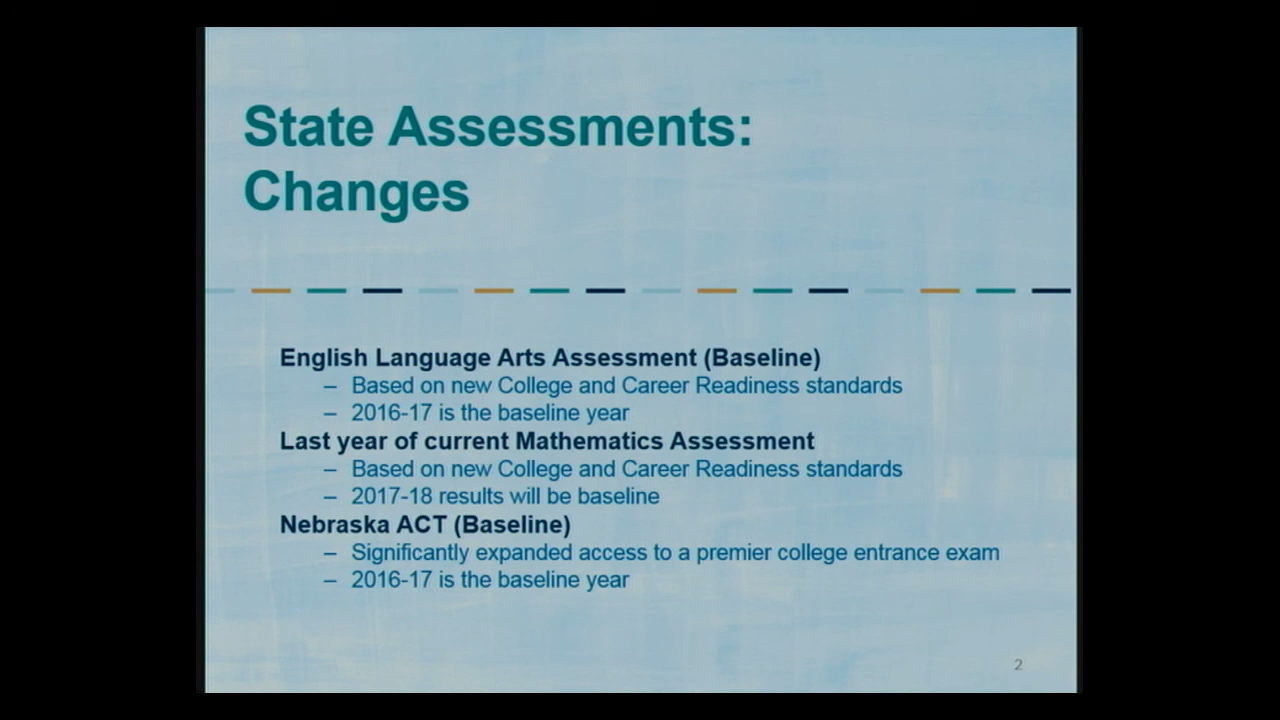 State Assessments:
Changes
English Language Arts Assessment (Baseline)
– Based on new College and Career Readiness standards
– 2016-17 is the baseline year
Last year of current Mathematics Assessment
– Based on new College and Career Readiness standards
– 2017-18 results will be baseline
Nebraska ACT (Baseline)
– Significantly expanded access to a premier college entrance exam
– 2016-17 is the baseline year
2